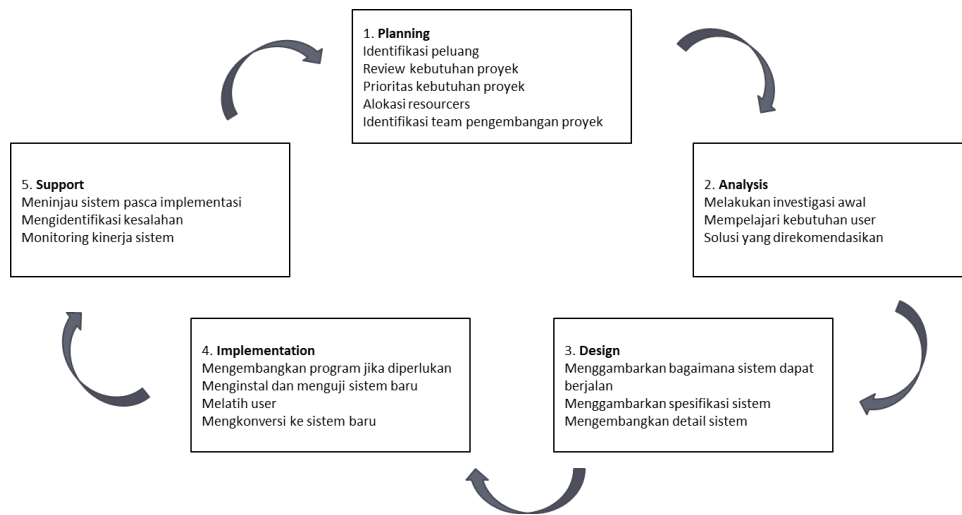 1. Planning
Identifikasi peluang
Review kebutuhan proyek
Prioritas kebutuhan proyek
Alokasi resourcers
Identifikasi team pengembangan proyek
2. Analysis
Melakukan investigasi awal
Mempelajari kebutuhan user
Solusi yang direkomendasikan
3. Design
Menggambarkan bagaimana sistem dapat
berjalan
Menggambarkan spesifikasi sistem
Mengembangkan detail sistem
4. Implementation
Mengembangkan program jika diperlukan
Menginstal dan menguji sistem baru
Melatih user
Mengkonversi ke sistem baru
5. Support
Meninjau sistem pasca implementasi
Mengidentifikasi kesalahan
Monitoring kinerja sistem